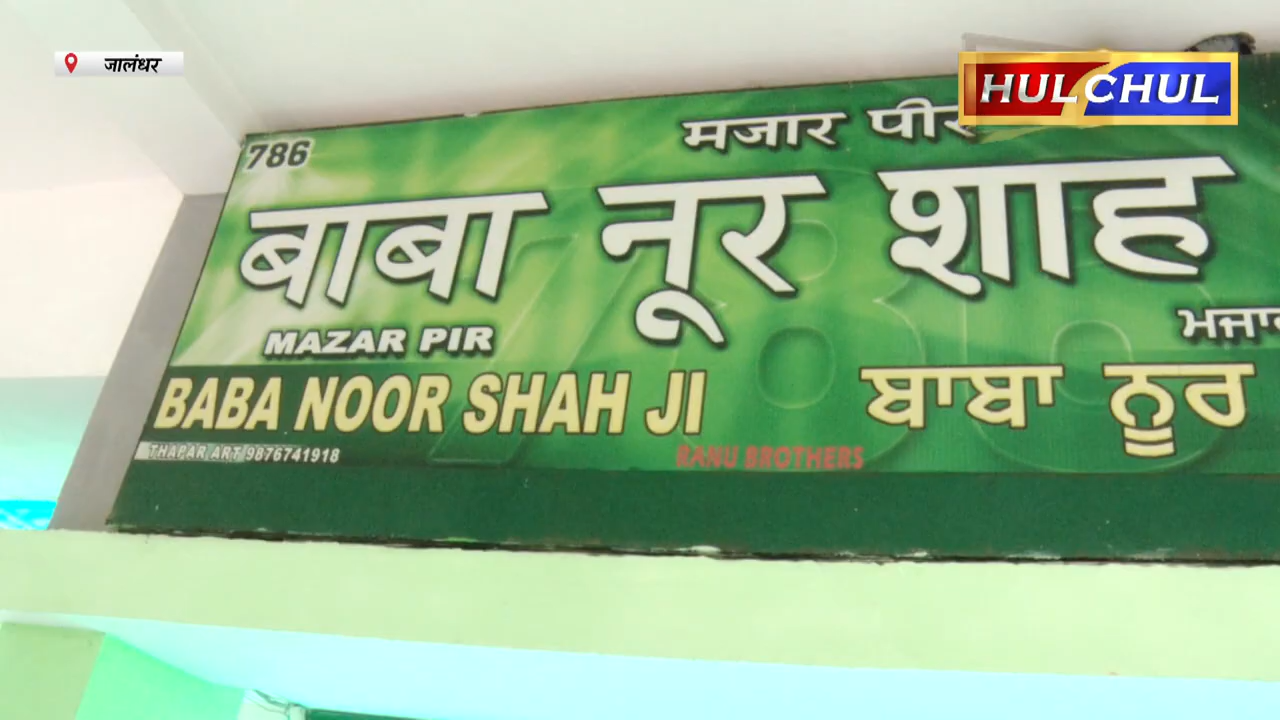 जालंधर
HULCHUL
786
मजार पीर
बाबा नूर शाह
MAZAR PIR
BABA NOOR SHAH JI
ਬਾਬਾ ਨੂਰ
THAPAR ART 9876741918
RANU BROTHERS